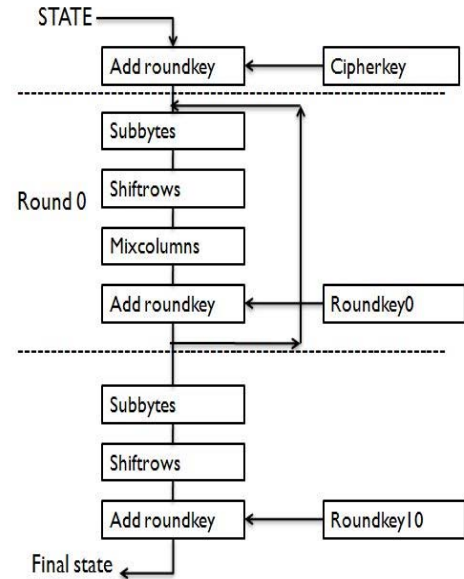 STATE
Add roundkey
Cipherkey
Subbytes
Round 0
Shiftrows
Mixcolumns
Add roundkey
Roundkey0
Subbytes
Shiftrows
Add roundkey
Roundkey10
Final state